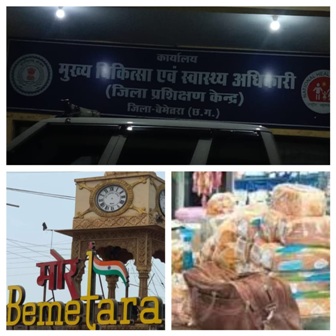 कार्यालय
मुख्य चिकित्सा एवं स्वास्थ्य अधिकारी
(जिला प्रशिक्षण केन्द्र)
जिला-बेमेतरा (छ.ग.)
मोर
Bemetara